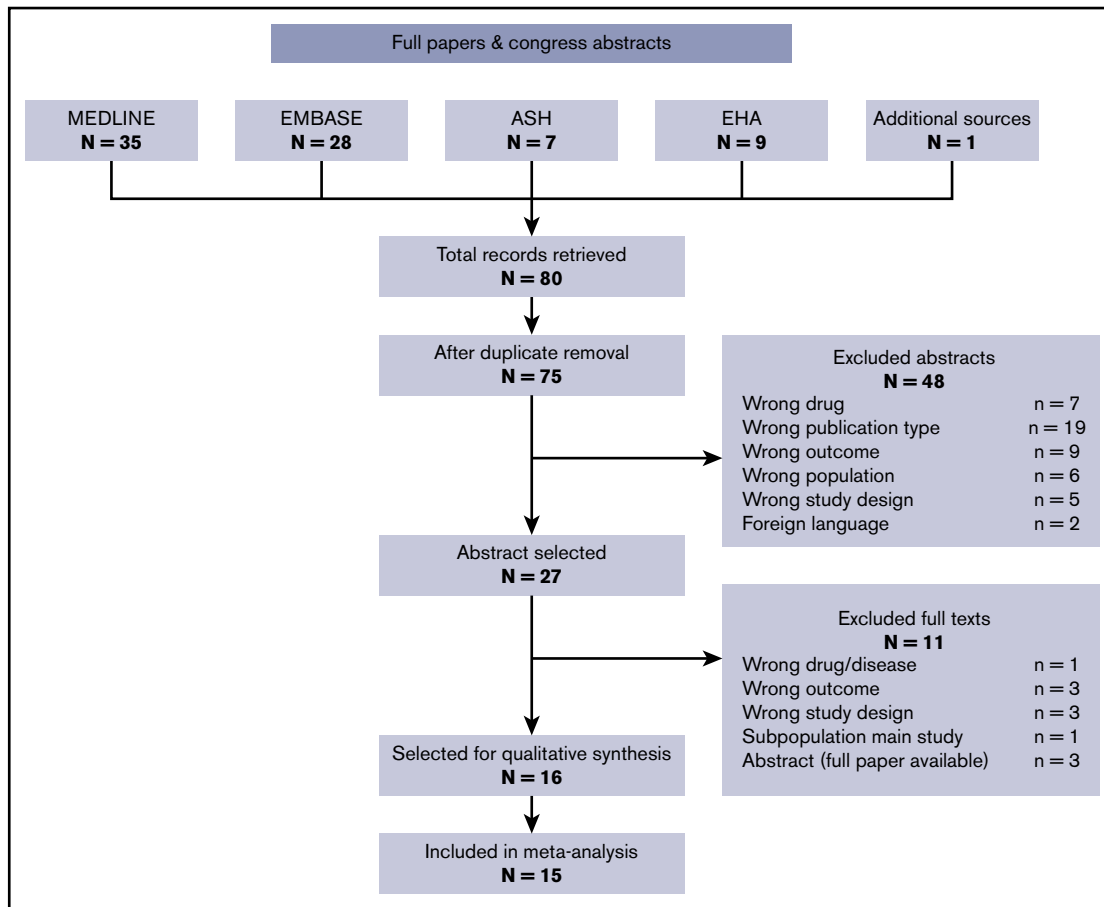 Full papers & congress abstracts
MEDLINE
N = 35
EMBASE
N = 28
ASH
N = 7
EHA
N = 9
Additional sources
N = 1
Total records retrieved
N = 80
After duplicate removal
N = 75
Excluded abstracts
N = 48
Wrong drug n = 7
Wrong publication type n = 19
Wrong outcome n = 9
Wrong population n = 6
Wrong study design n = 5
Foreign language n = 2
Abstract selected
N = 27
Excluded full texts
N = 11
Wrong drug/disease n = 1
Wrong outcome n = 3
Wrong study design n = 3
Subpopulation main study n = 1
Abstract (full paper available) n = 3
Selected for qualitative synthesis
N = 16
Included in meta-analysis
N = 15